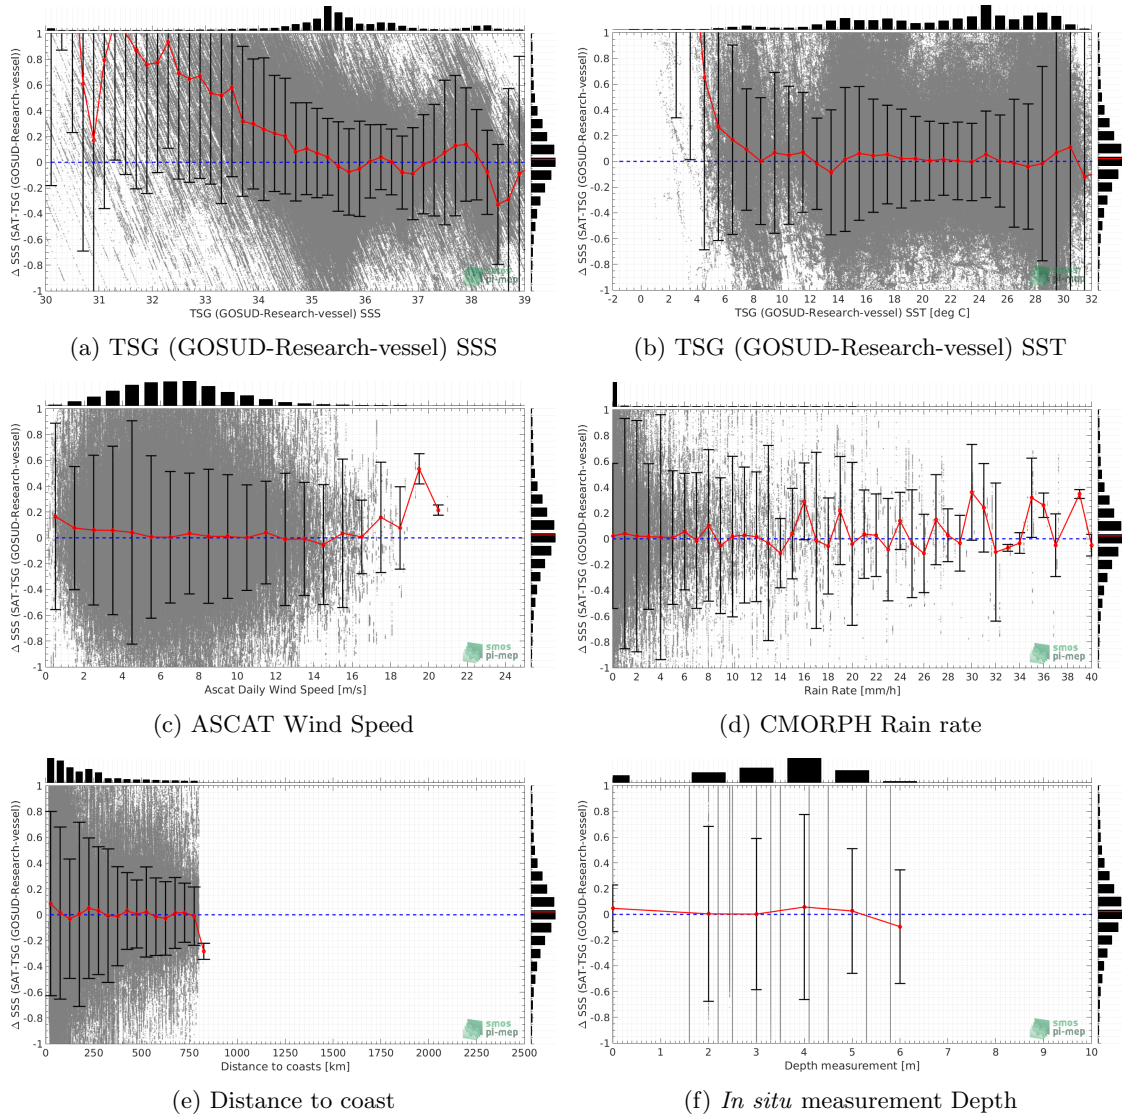 Δ SSS (SAT-TSG (GOSUD-Research-vessel))
1
0.8
0.6
0.4
0.2
0
-0.2
-0.4
-0.6
-0.8
-1
smos
pi-mep
30 31 32 33 34 35 36 37 38 39
TSG (GOSUD-Research-vessel) SSS
(a) TSG (GOSUD-Research-vessel) SSS
Δ SSS (SAT-TSG (GOSUD-Research-vessel))
1
0.8
0.6
0.4
0.2
0
-0.2
-0.4
-0.6
-0.8
-1
smos
pi-mep
-2 0 2 4 6 8 10 12 14 16 18 20 22 24 26 28 30 32
TSG (GOSUD-Research-vessel) SST [deg C]
(b) TSG (GOSUD-Research-vessel) SST
Δ SSS (SAT-TSG (GOSUD-Research-vessel))
1
0.8
0.6
0.4
0.2
0
-0.2
-0.4
-0.6
-0.8
-1
smos
pi-mep
0 2 4 6 8 10 12 14 16 18 20 22 24
Ascat Daily Wind Speed [m/s]
(c) ASCAT Wind Speed
Δ SSS (SAT-TSG (GOSUD-Research-vessel))
1
0.8
0.6
0.4
0.2
0
-0.2
-0.4
-0.6
-0.8
-1
smos
pi-mep
0 2 4 6 8 10 12 14 16 18 20 22 24 26 28 30 32 34 36 38 40
Rain Rate [mm/h]
(d) CMORPH Rain rate
Δ SSS (SAT-TSG (GOSUD-Research-vessel))
1
0.8
0.6
0.4
0.2
0
-0.2
-0.4
-0.6
-0.8
-1
smos
pi-mep
0 250 500 750 1000 1250 1500 1750 2000 2250 2500
Distance to coasts [km]
(e) Distance to coast
Δ SSS (SAT-TSG (GOSUD-Research-vessel))
1
0.8
0.6
0.4
0.2
0
-0.2
-0.4
-0.6
-0.8
-1
smos
pi-mep
0 1 2 3 4 5 6 7 8 9 10
Depth measurement [m]
(f) In situ measurement Depth